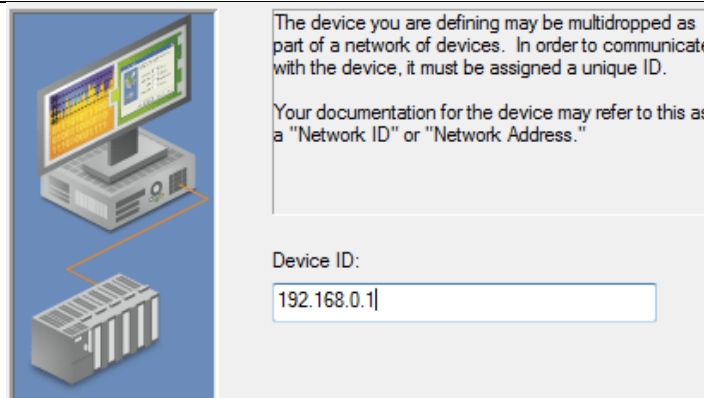 The device you are defining may be multidropped as
part of a network of devices.  In order to communicate
with the device, it must be assigned a unique ID.
Your documentation for the device may refer to this as
a "Network ID" or "Network Address."
Device ID:
192.168.0.1